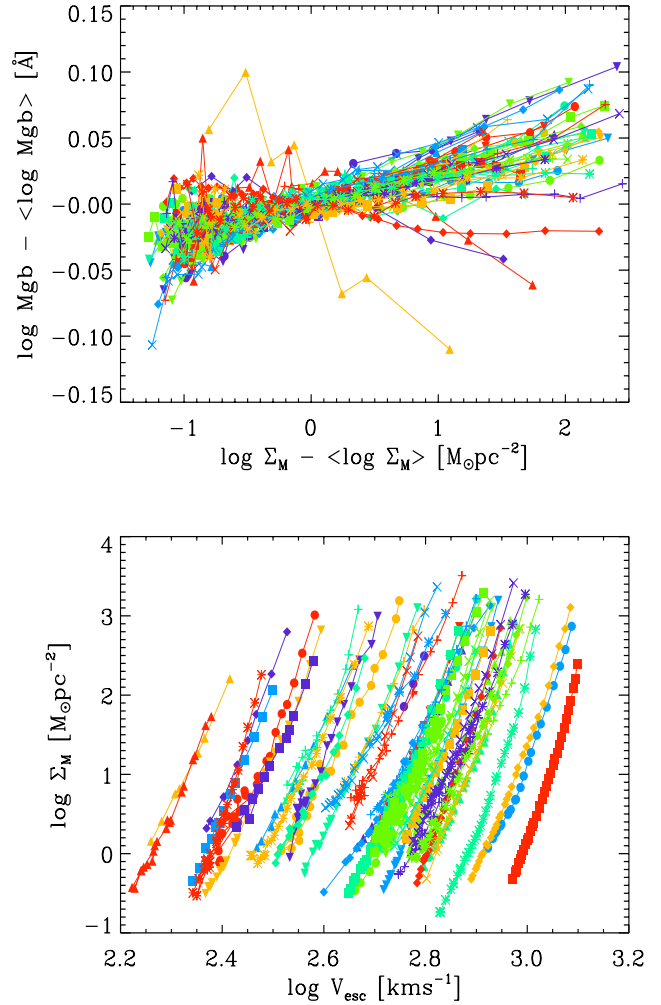 0.15
0.10
0.05
−0.00
−0.05
−0.10
−0.15
log Mgb − <log Mgb> [Å]
−1 0 1 2
log Σ_M − <log Σ_M> [M_⊙pc^−2]
4
3
2
1
0
−1
log Σ_M [M_⊙pc^−2]
2.2 2.4 2.6 2.8 3.0 3.2
log V_esc [kms^−1]